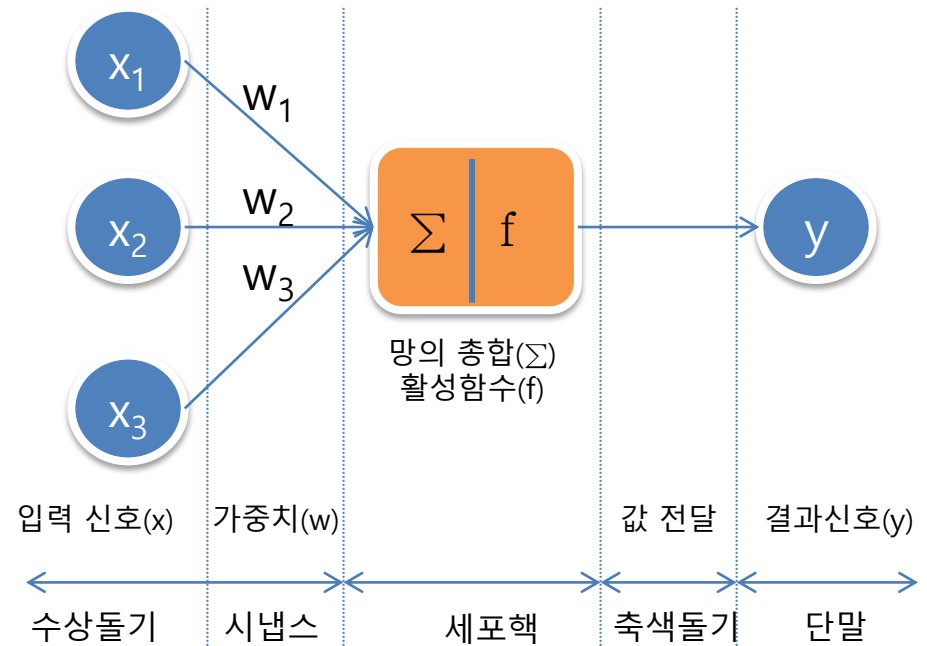 x₁
w₁
x₂
w₂
∑ f
y
w₃
망의 총합(∑)
활성함수(f)
x₃
입력 신호(x) 가중치(w) 값 전달 결과신호(y)
수상돌기 시냅스 세포핵 축색돌기 단말